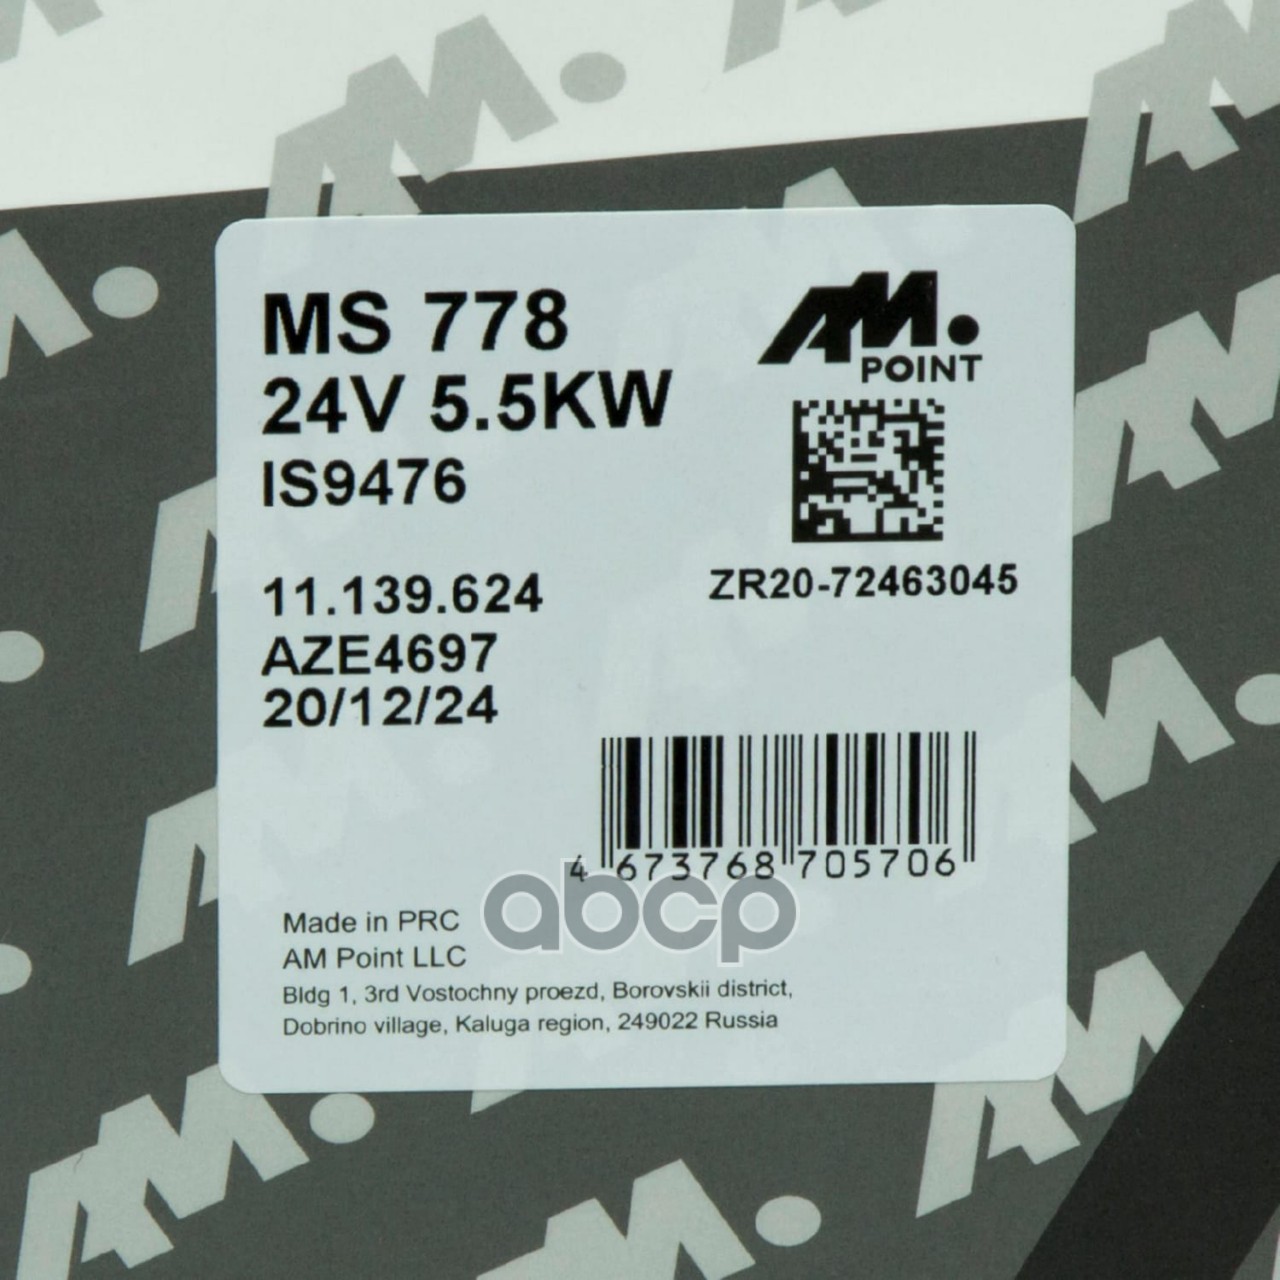 MS 778
24V 5.5KW
IS9476
AM.
POINT
11.139.624
AZE4697
20/12/24
ZR20-72463045
4 673768 705706
abcp
Made in PRC
AM Point LLC
Bldg 1, 3rd Vostochny proezd, Borovskii district,
Dobrino village, Kaluga region, 249022 Russia